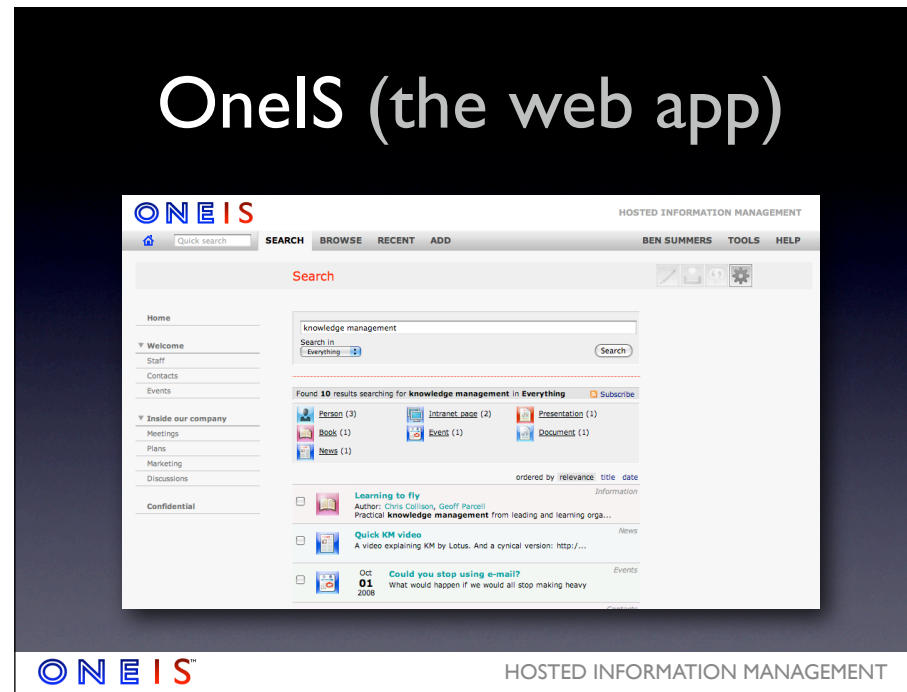 OneIS (the web app)
ONEIS
HOSTED INFORMATION MANAGEMENT
Quick search
SEARCH BROWSE RECENT ADD
BEN SUMMERS TOOLS HELP
Search
Home
Welcome
Staff
Contacts
Events
Inside our company
Meetings
Plans
Marketing
Discussions
Confidential
knowledge management
Search in
Everything
Search
Found 10 results searching for knowledge management in Everything
Subscribe
Person (3)
Intranet page (2)
Presentation (1)
Book (1)
Event (1)
Document (1)
News (1)
ordered by relevance title date
Information
Learning to fly
Author: Chris Collison, Geoff Parcell
Practical knowledge management from leading and learning orga...
News
Quick KM video
A video explaining KM by Lotus. And a cynical version: http:/...
Events
Oct
01
2008
Could you stop using e-mail?
What would happen if we would all stop making heavy
ONEIS™
HOSTED INFORMATION MANAGEMENT